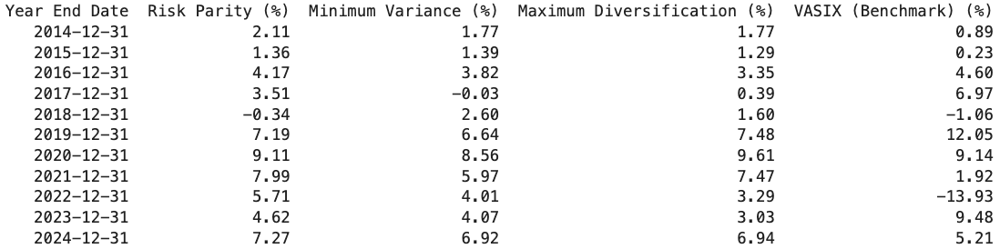 Year End Date  Risk Parity (%)  Minimum Variance (%)  Maximum Diversification (%)  VASIX (Benchmark) (%)
2014-12-31  2.11  1.77  1.77  0.89
2015-12-31  1.36  1.39  1.29  0.23
2016-12-31  4.17  3.82  3.35  4.60
2017-12-31  3.51  -0.03  0.39  6.97
2018-12-31  -0.34  2.60  1.60  -1.06
2019-12-31  7.19  6.64  7.48  12.05
2020-12-31  9.11  8.56  9.61  9.14
2021-12-31  7.99  5.97  7.47  1.92
2022-12-31  5.71  4.01  3.29  -13.93
2023-12-31  4.62  4.07  3.03  9.48
2024-12-31  7.27  6.92  6.94  5.21